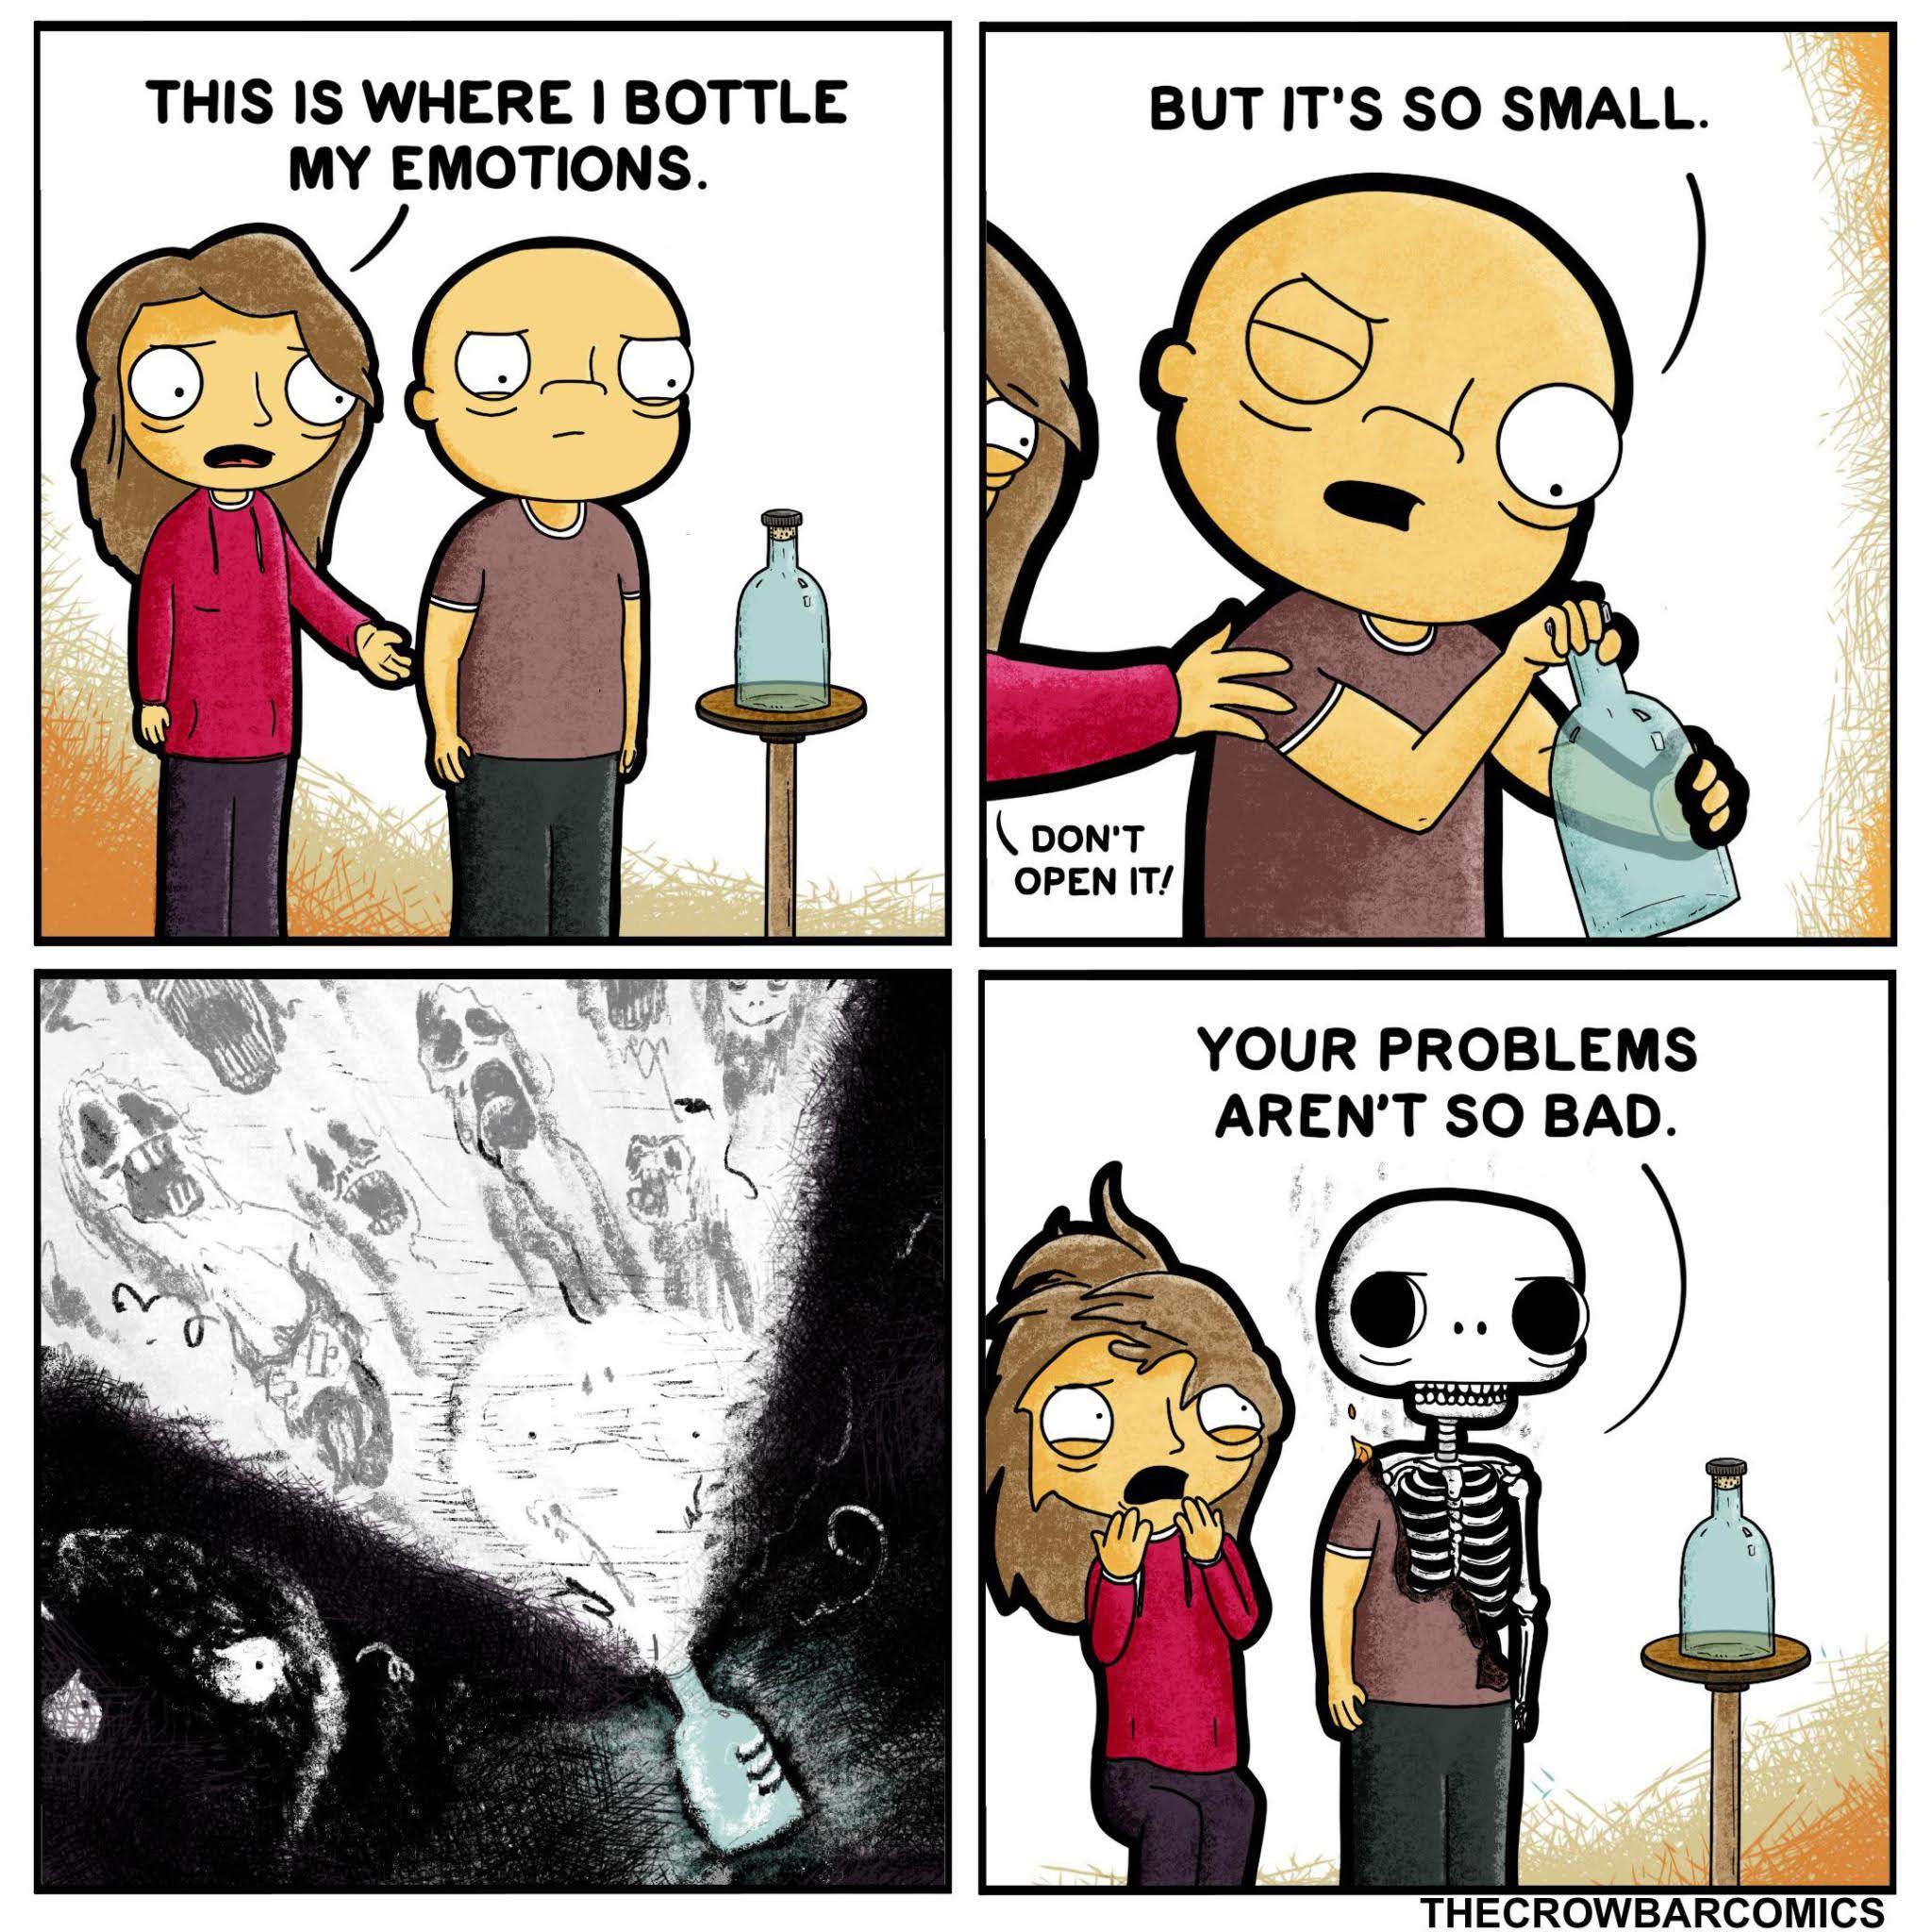 THIS IS WHERE I BOTTLE
MY EMOTIONS.
BUT IT'S SO SMALL.
DON'T
OPEN IT!
YOUR PROBLEMS
AREN'T SO BAD.
THECROWBARCOMICS